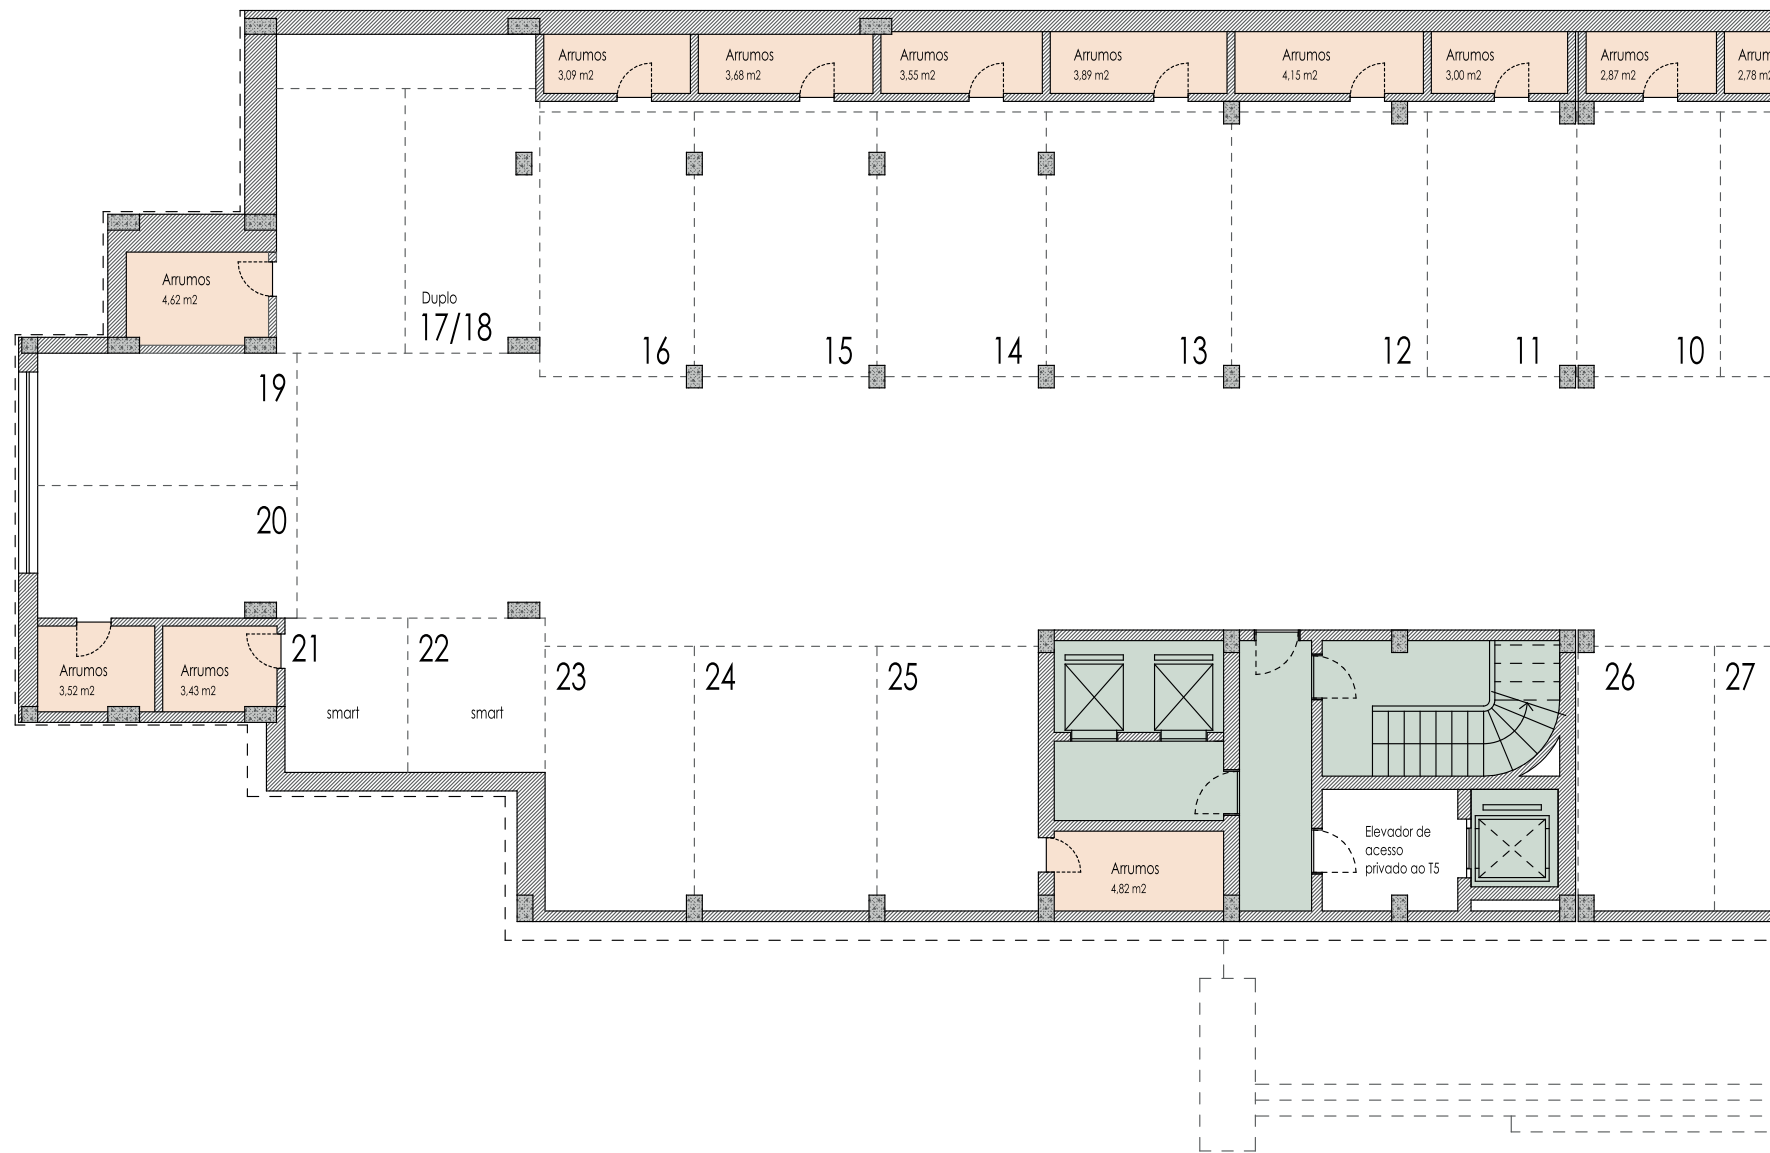 Arrumos
3,09 m2
Arrumos
3,68 m2
Arrumos
3,55 m2
Arrumos
3,89 m2
Arrumos
4,15 m2
Arrumos
3,00 m2
Arrumos
2,87 m2
Arrum
2,78 m2
Arrumos
4,62 m2
Duplo
17/18
16
15
14
13
12
11
10
19
20
21
22
23
24
25
26
27
Arrumos
3,52 m2
Arrumos
3,43 m2
smart
smart
Elevador de
acesso
privado ao T5
Arrumos
4,82 m2